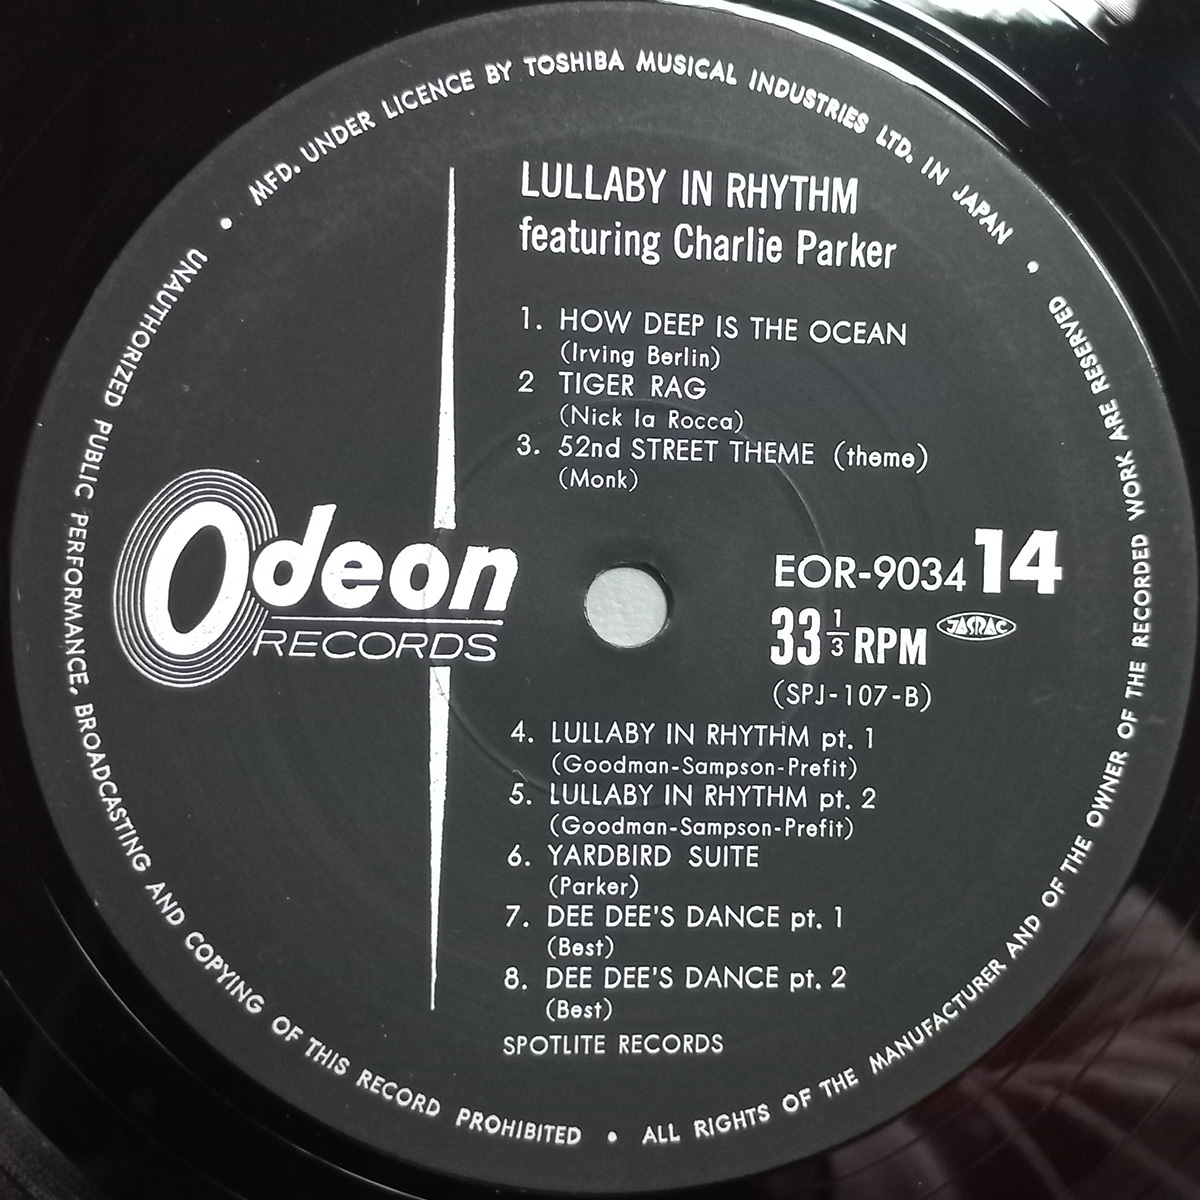 MFD. UNDER LICENCE BY TOSHIBA MUSICAL INDUSTRIES LTD. IN JAPAN •
LULLABY IN RHYTHM
featuring Charlie Parker
1. HOW DEEP IS THE OCEAN
(Irving Berlin)
2 TIGER RAG
(Nick la Rocca)
3. 52nd STREET THEME (theme)
(Monk)
Odeon
RECORDS
EOR-9034 14
33 1/3 RPM JASRAC
(SPJ-107-B)
4. LULLABY IN RHYTHM pt. 1
(Goodman-Sampson-Prefit)
5. LULLABY IN RHYTHM pt. 2
(Goodman-Sampson-Prefit)
6. YARDBIRD SUITE
(Parker)
7. DEE DEE'S DANCE pt. 1
(Best)
8. DEE DEE'S DANCE pt. 2
(Best)
SPOTLITE RECORDS
ALL RIGHTS OF THE MANUFACTURER AND OF THE OWNER OF THE RECORDED WORK ARE RESERVED •
UNAUTHORIZED PUBLIC PERFORMANCE, BROADCASTING AND COPYING OF THIS RECORD PROHIBITED •